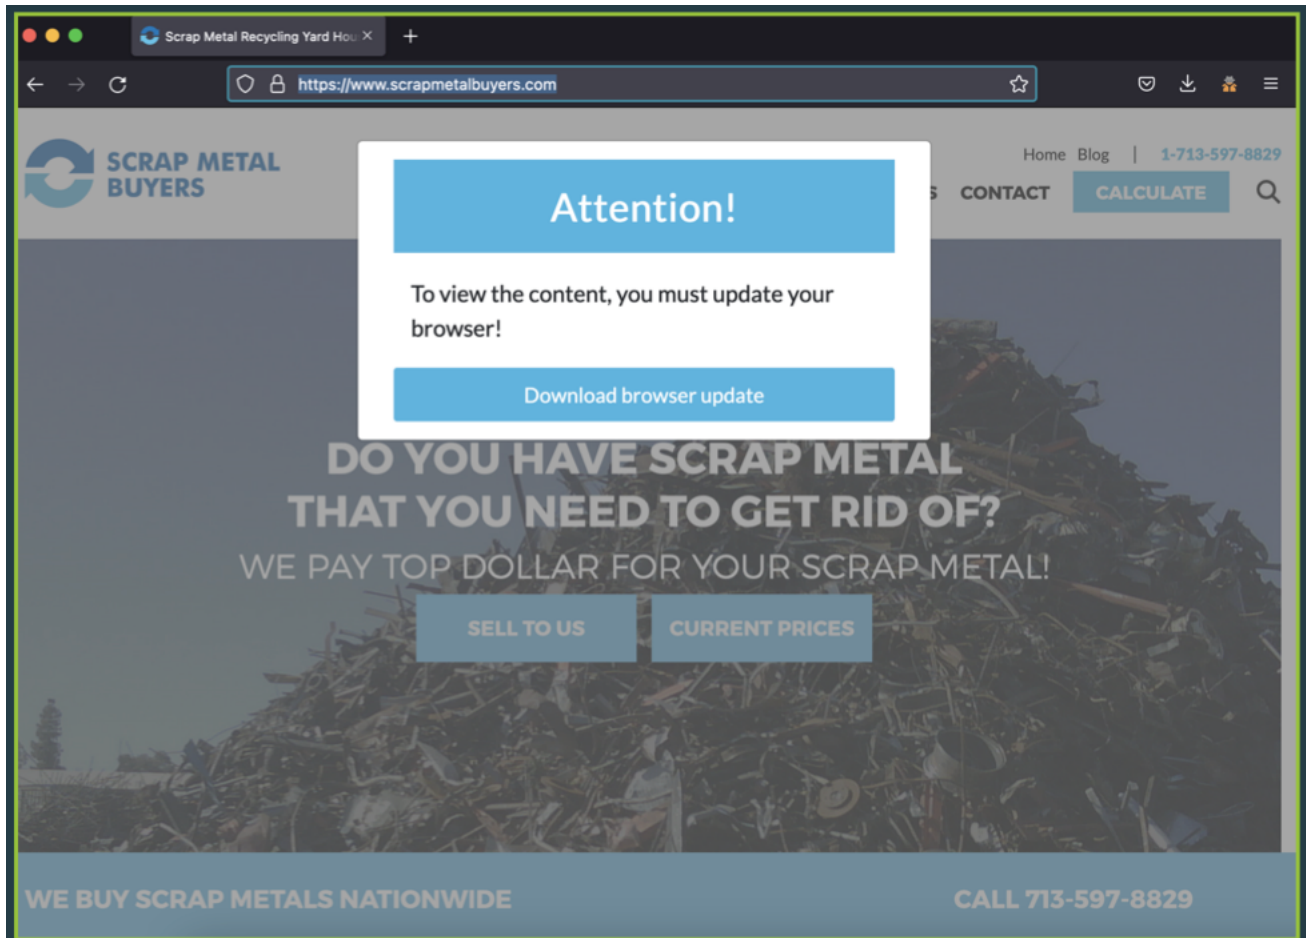 Scrap Metal Recycling Yard Hou
https://www.scrapmetalbuyers.com
SCRAP METAL
BUYERS
Home Blog | 1-713-597-8829
S CONTACT CALCULATE
Attention!
To view the content, you must update your
browser!
Download browser update
DO YOU HAVE SCRAP METAL
THAT YOU NEED TO GET RID OF?
WE PAY TOP DOLLAR FOR YOUR SCRAP METAL!
SELL TO US CURRENT PRICES
WE BUY SCRAP METALS NATIONWIDE CALL 713-597-8829